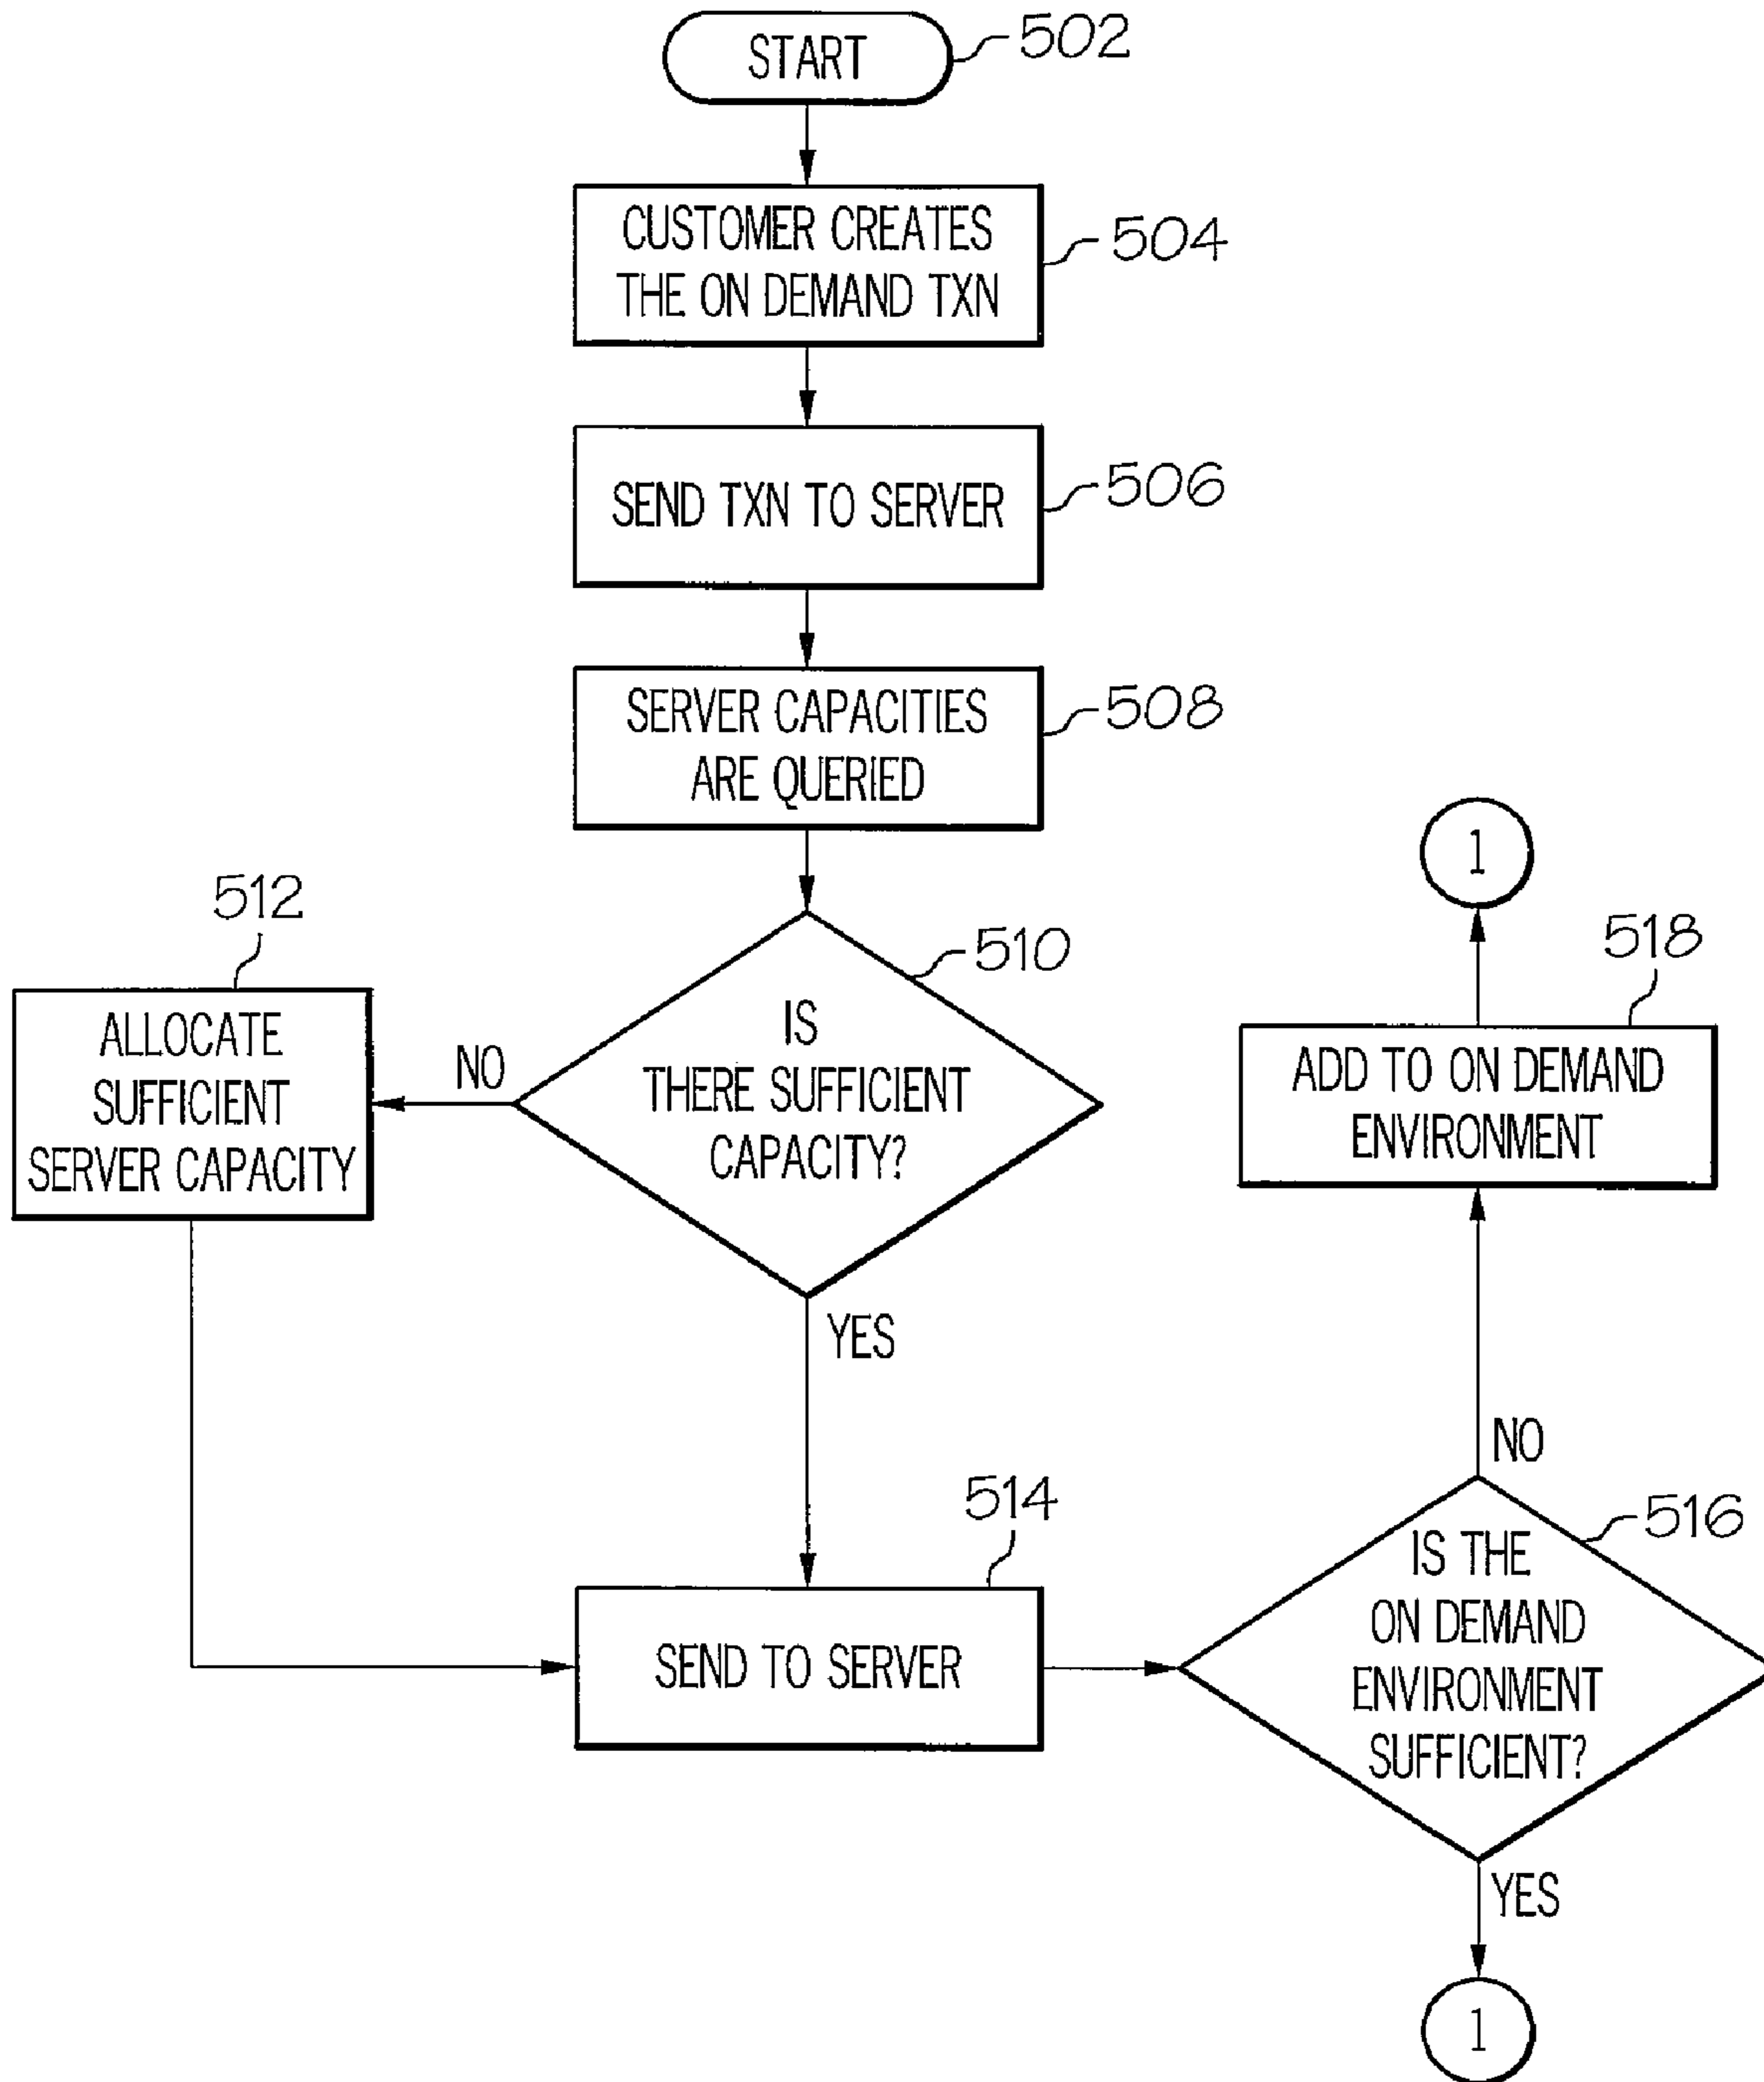 START
502
CUSTOMER CREATES
THE ON DEMAND TXN
504
SEND TXN TO SERVER
506
SERVER CAPACITIES
ARE QUERIED
508
IS
THERE SUFFICIENT
CAPACITY?
510
NO
512
ALLOCATE
SUFFICIENT
SERVER CAPACITY
YES
514
SEND TO SERVER
516
IS THE
ON DEMAND
ENVIRONMENT
SUFFICIENT?
NO
518
ADD TO ON DEMAND
ENVIRONMENT
1
YES
1